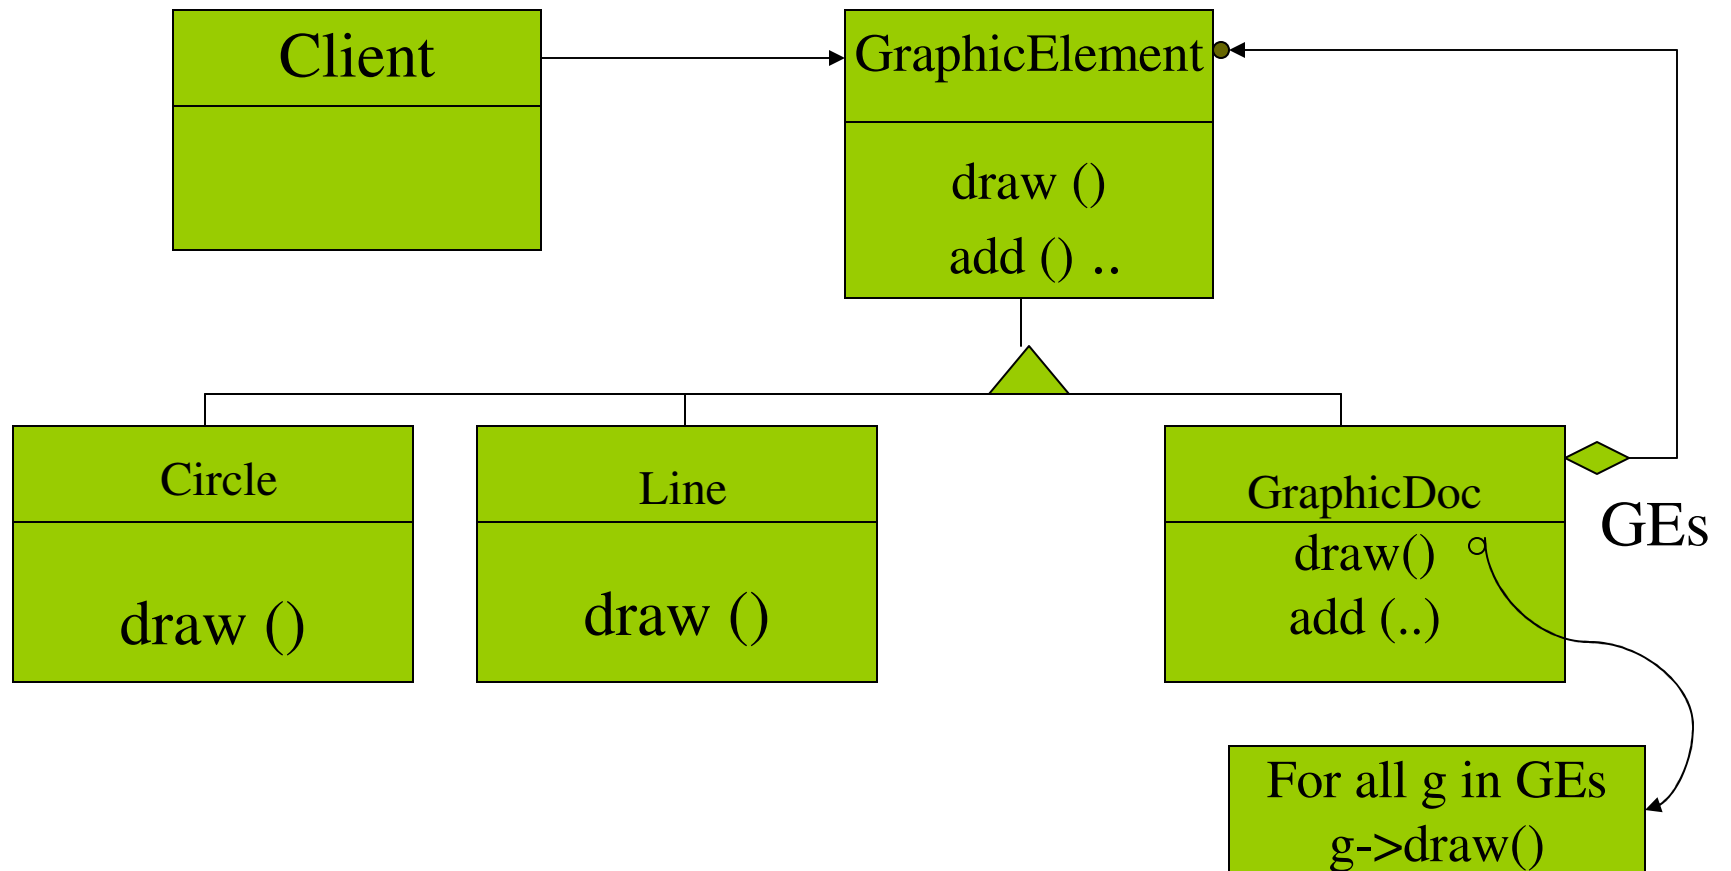 Client
GraphicElement
draw ()
add () ..
Circle
draw ()
Line
draw ()
GraphicDoc
draw()
add (..)
GEs
For all g in GEs
g->draw()